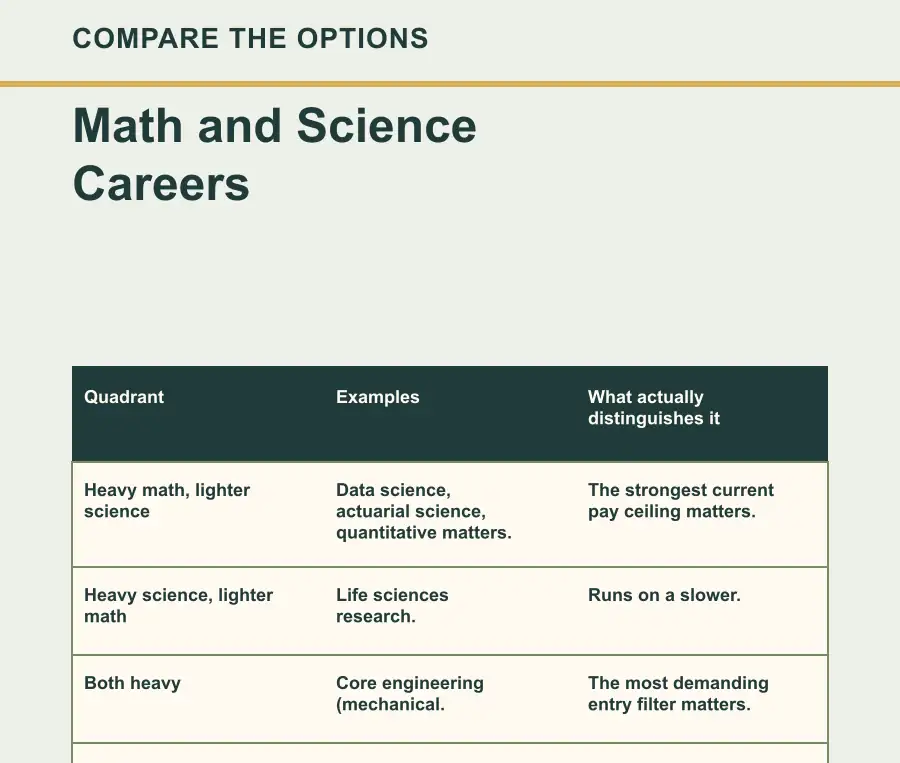 COMPARE THE OPTIONS
Math and Science
Careers
Quadrant
Examples
What actually
distinguishes it
Heavy math, lighter
science
Data science,
actuarial science,
quantitative matters.
The strongest current
pay ceiling matters.
Heavy science, lighter
math
Life sciences
research.
Runs on a slower.
Both heavy
Core engineering
(mechanical.
The most demanding
entry filter matters.